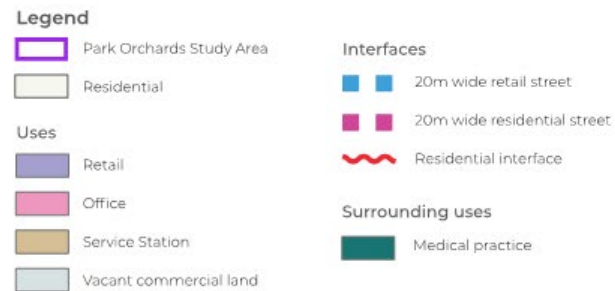 Legend
Park Orchards Study Area
Residential
Uses
Retail
Office
Service Station
Vacant commercial land
Interfaces
20m wide retail street
20m wide residential street
Residential interface
Surrounding uses
Medical practice